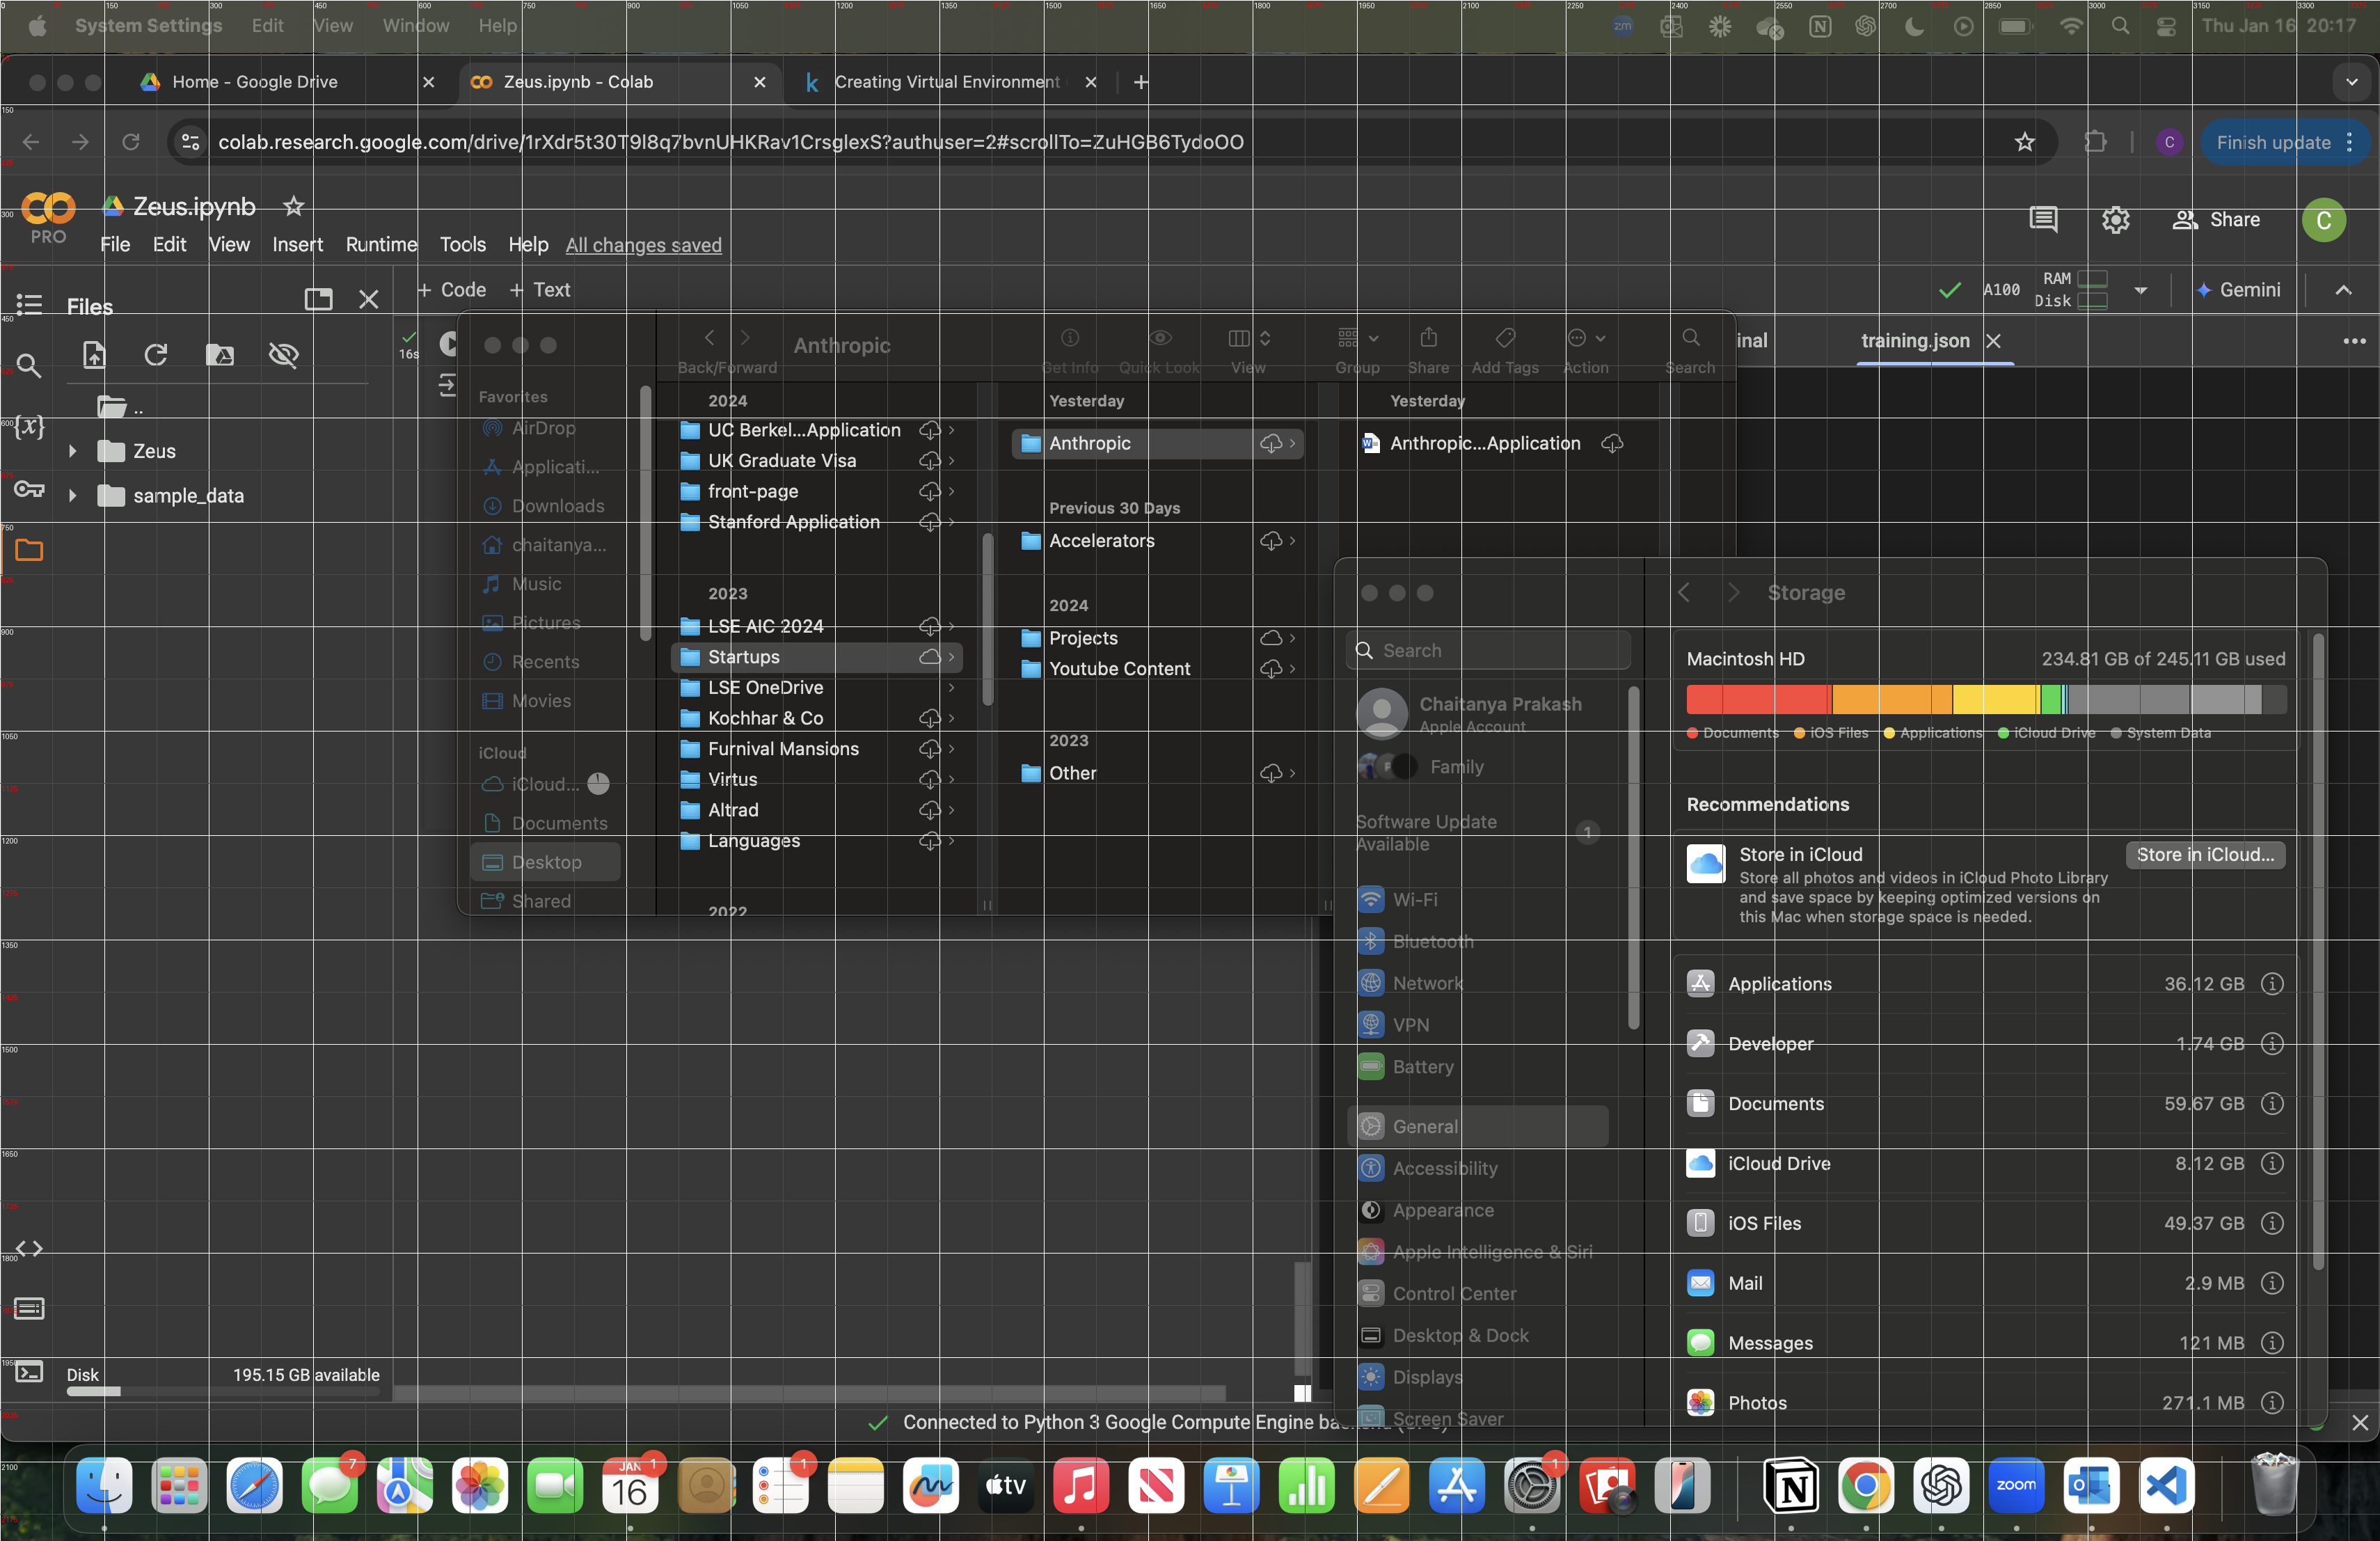 System Settings Edit View Window Help
Thu Jan 16 20:17
Home - Google Drive
Zeus.ipynb - Colab
Creating Virtual Environment
colab.research.google.com/drive/1rXdr5t30T9l8q7bvnUHKRav1CrsglexS?authuser=2#scrollTo=ZuHGB6TydoOO
Finish update
Zeus.ipynb
PRO
File Edit View Insert Runtime Tools Help All changes saved
Share
C
Files
+ Code + Text
A100
RAM
Disk
Gemini
16s
inal
training.json
..
Zeus
sample_data
{x}
Disk 195.15 GB available
Connected to Python 3 Google Compute Engine
Back/Forward
Anthropic
Get Info
Quick Look
View
Group
Share
Add Tags
Action
Search
Favorites
AirDrop
Applicati...
Downloads
chaitanya...
Music
Pictures
Recents
Movies
iCloud
iCloud...
Documents
Desktop
Shared
2024
UC Berkel...Application
UK Graduate Visa
front-page
Stanford Application
2023
LSE AIC 2024
Startups
LSE OneDrive
Kochhar & Co
Furnival Mansions
Virtus
Altrad
Languages
2022
Yesterday
Anthropic
Previous 30 Days
Accelerators
2024
Projects
Youtube Content
2023
Other
Yesterday
Anthropic...Application
Search
Chaitanya Prakash
Apple Account
Family
Software Update
Available
1
Wi-Fi
Bluetooth
Network
VPN
Battery
General
Accessibility
Appearance
Apple Intelligence & Siri
Control Center
Desktop & Dock
Displays
Screen Saver
Storage
Macintosh HD 234.81 GB of 245.11 GB used
Documents iOS Files Applications iCloud Drive System Data
Recommendations
Store in iCloud
Store in iCloud...
Store all photos and videos in iCloud Photo Library
and save space by keeping optimized versions on
this Mac when storage space is needed.
Applications 36.12 GB
Developer 1.74 GB
Documents 59.67 GB
iCloud Drive 8.12 GB
iOS Files 49.37 GB
Mail 2.9 MB
Messages 121 MB
Photos 271.1 MB
7
JAN
16
1
1
tv
1
zoom